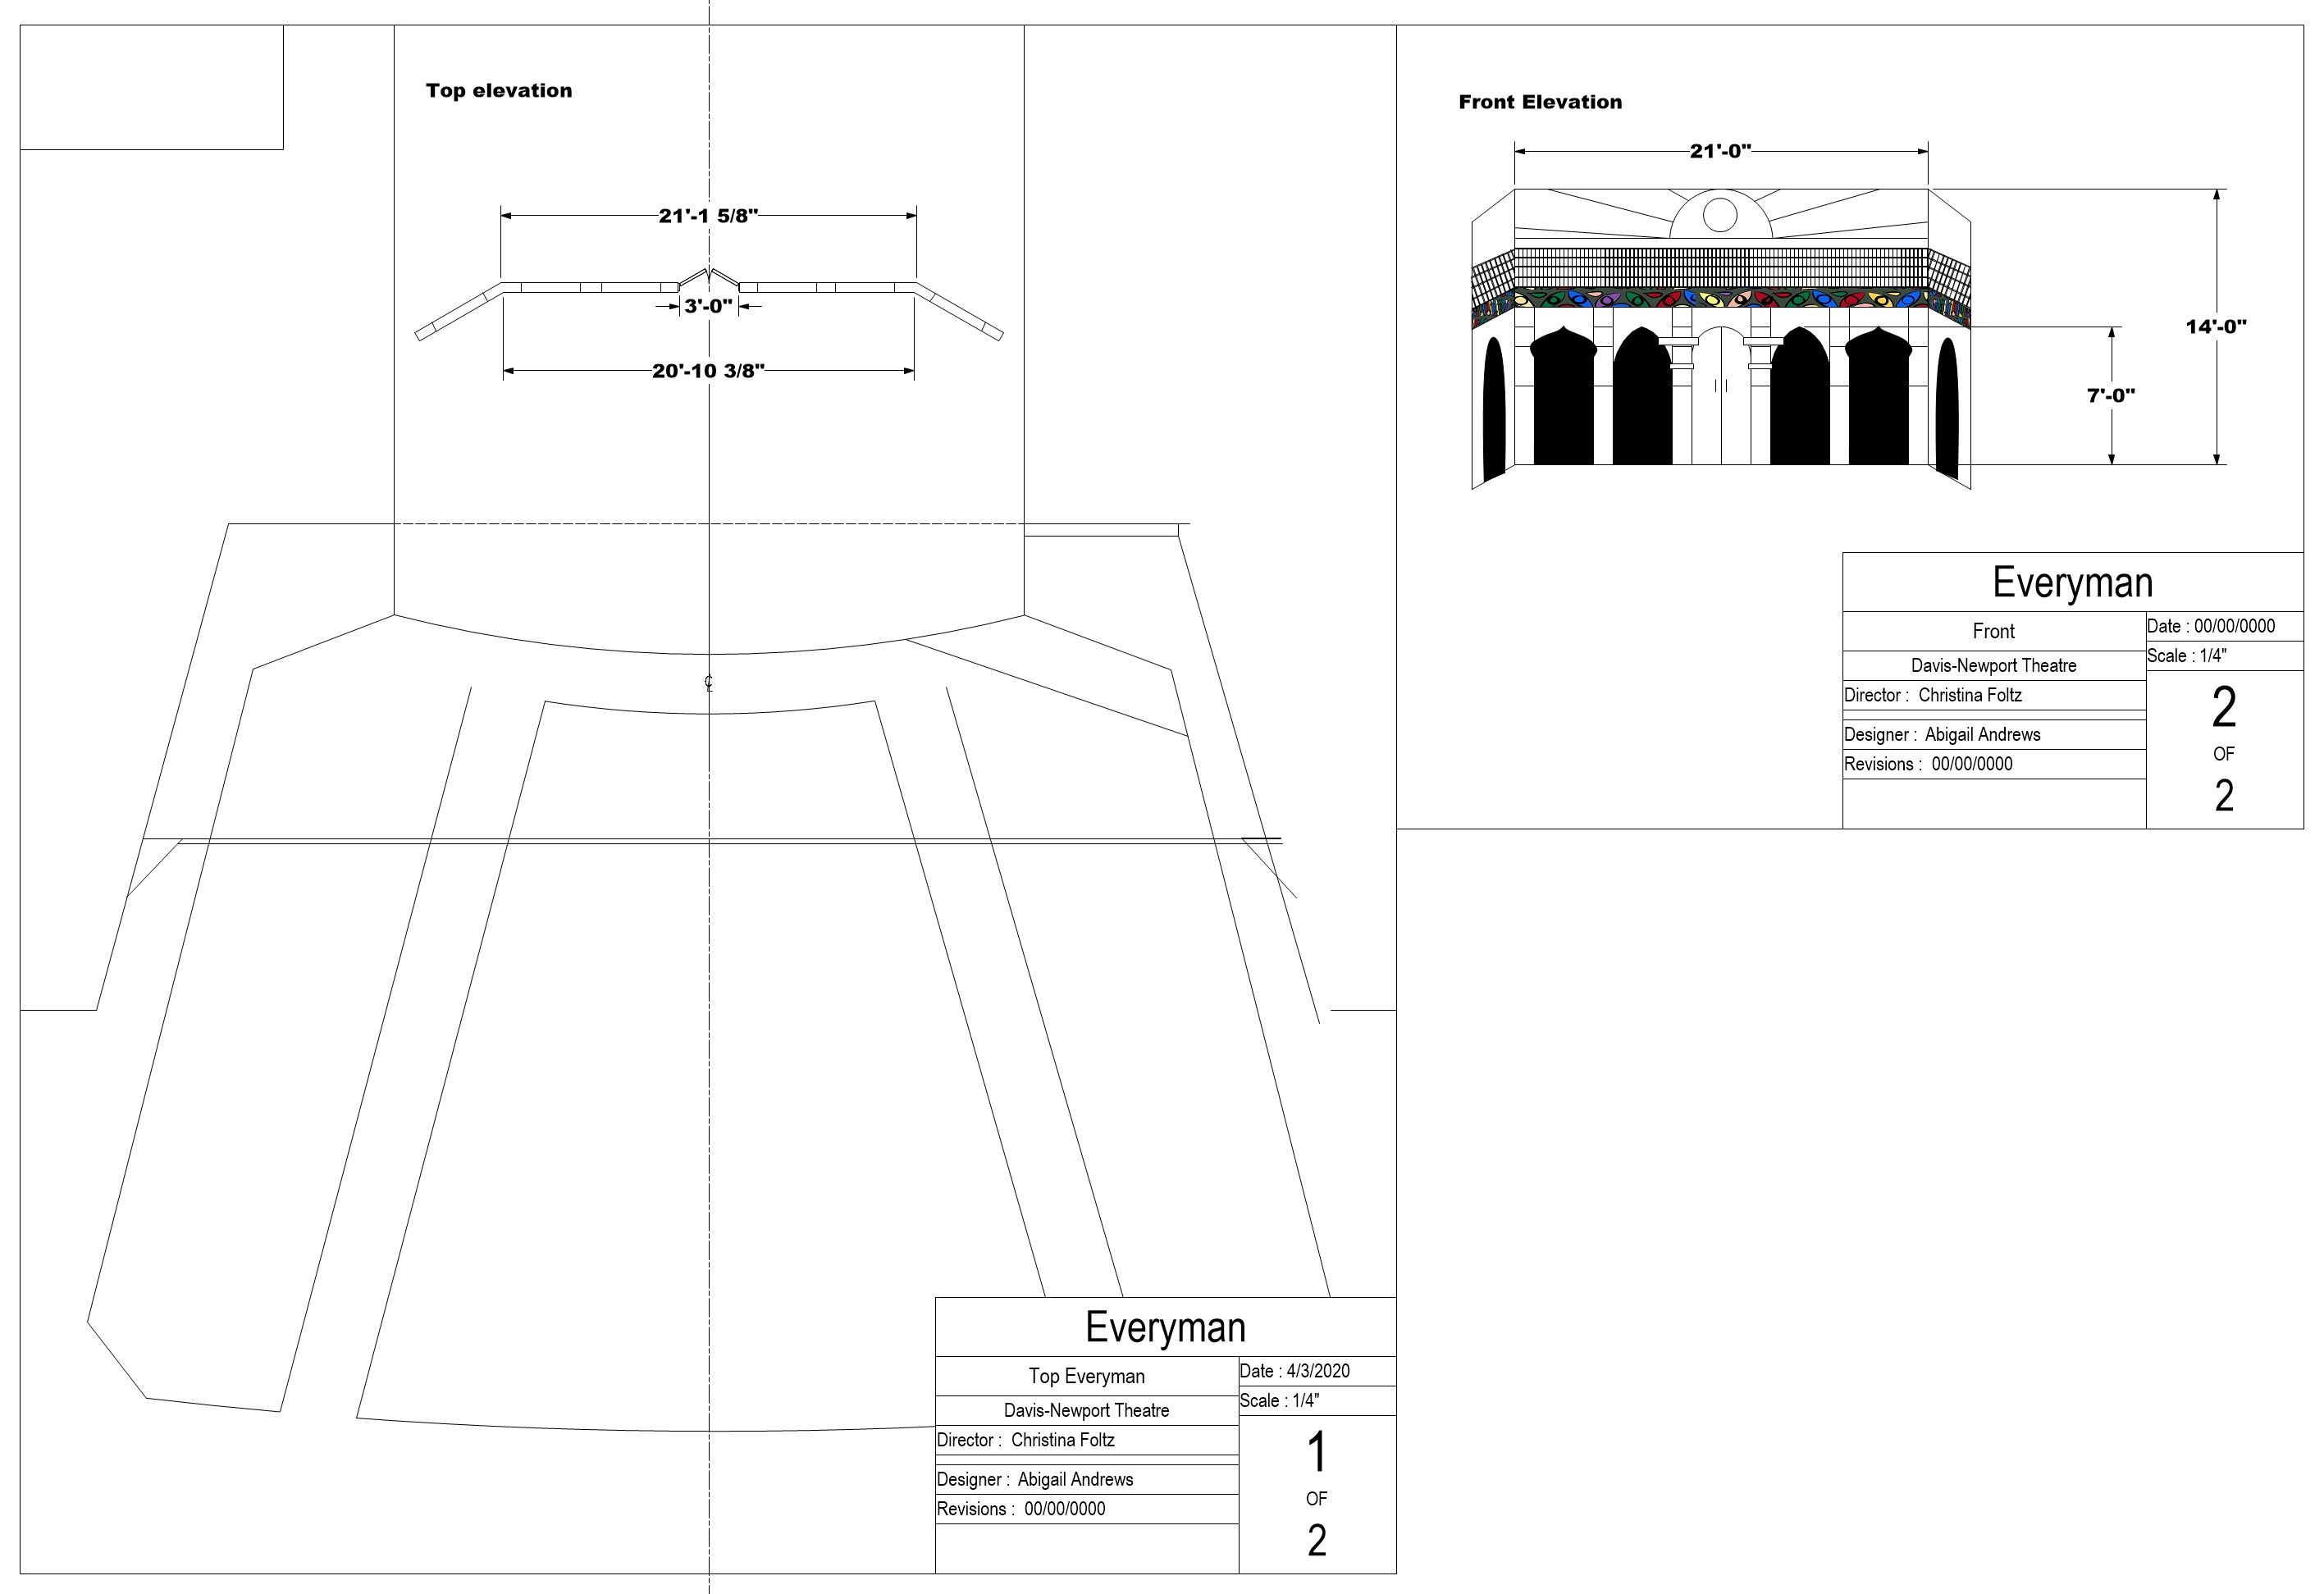 Top elevation
21'-1 5/8"
3'-0"
20'-10 3/8"
℄
Everyman
Top Everyman
Davis-Newport Theatre
Director : Christina Foltz
Designer : Abigail Andrews
Revisions : 00/00/0000
Date : 4/3/2020
Scale : 1/4"
1
OF
2
Front Elevation
21'-0"
14'-0"
7'-0"
Everyman
Front
Davis-Newport Theatre
Director : Christina Foltz
Designer : Abigail Andrews
Revisions : 00/00/0000
Date : 00/00/0000
Scale : 1/4"
2
OF
2